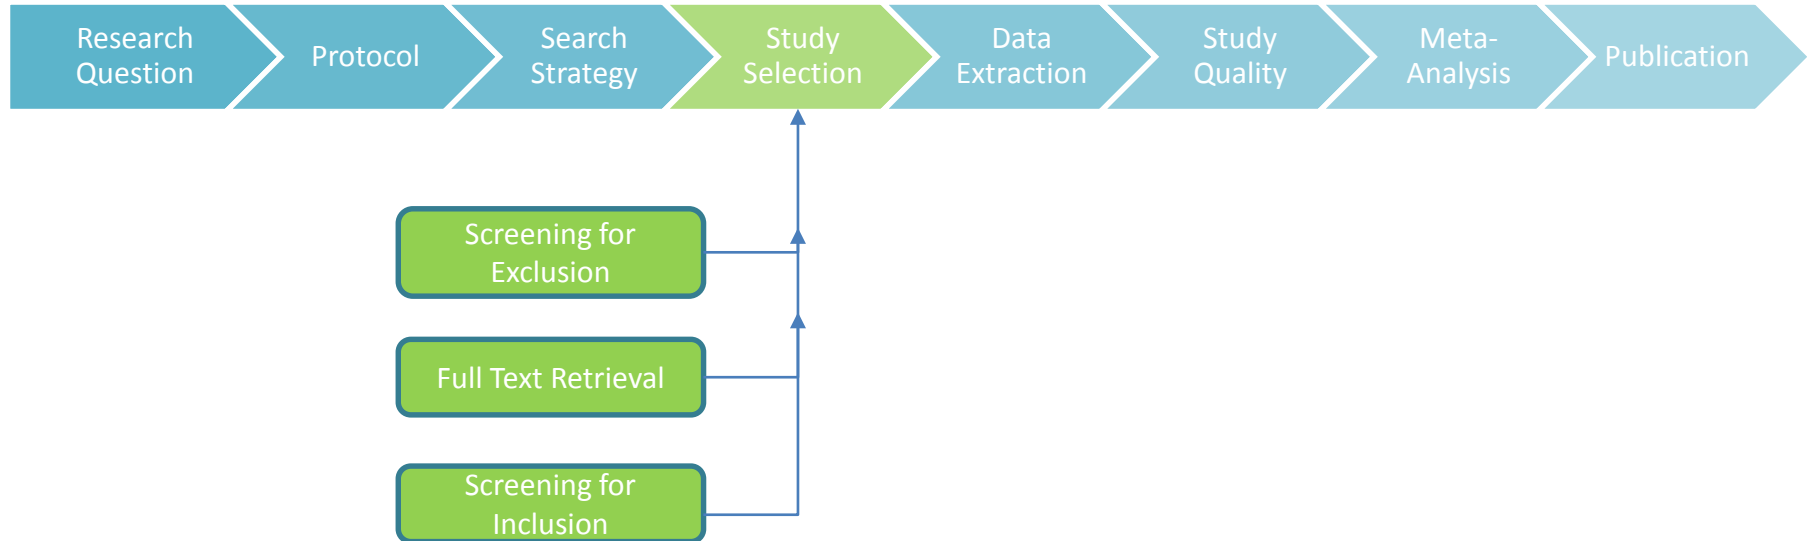 Research
Question
Protocol
Search
Strategy
Study
Selection
Data
Extraction
Study
Quality
Meta-
Analysis
Publication
Screening for
Exclusion
Full Text Retrieval
Screening for
Inclusion